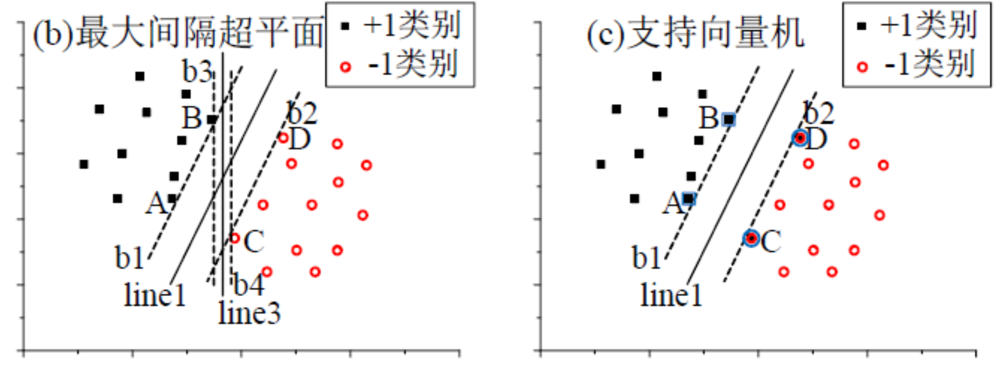 (b)最大间隔超平面
+1类别
-1类别
b3
B
b2
D
A
C
b1
b4
line1
line3
(c)支持向量机
+1类别
-1类别
b2
B
D
A
C
b1
line1